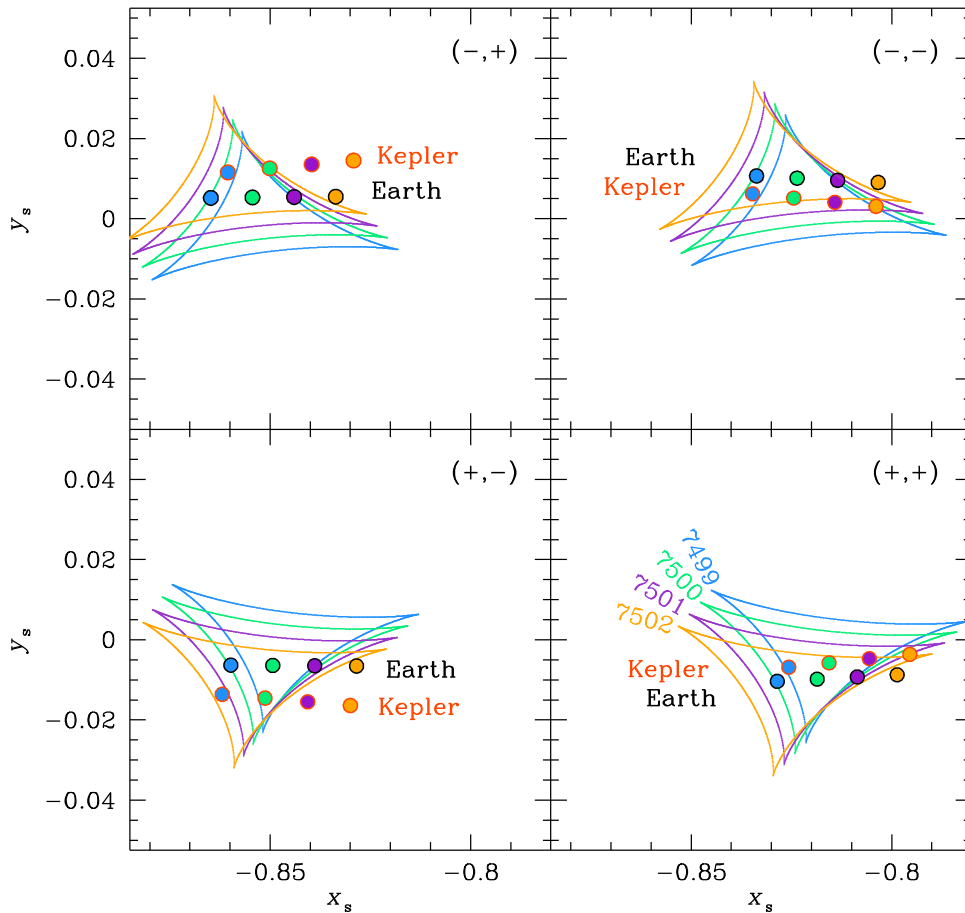 (−,+)
(−,−)
0.04
0.02
0
−0.02
−0.04
y_s
Kepler
Earth
Earth
Kepler
(+,−)
(+,+)
0.04
0.02
0
−0.02
−0.04
y_s
Earth
Kepler
7499
7500
7501
7502
Kepler
Earth
−0.85
−0.8
−0.85
−0.8
x_s
x_s